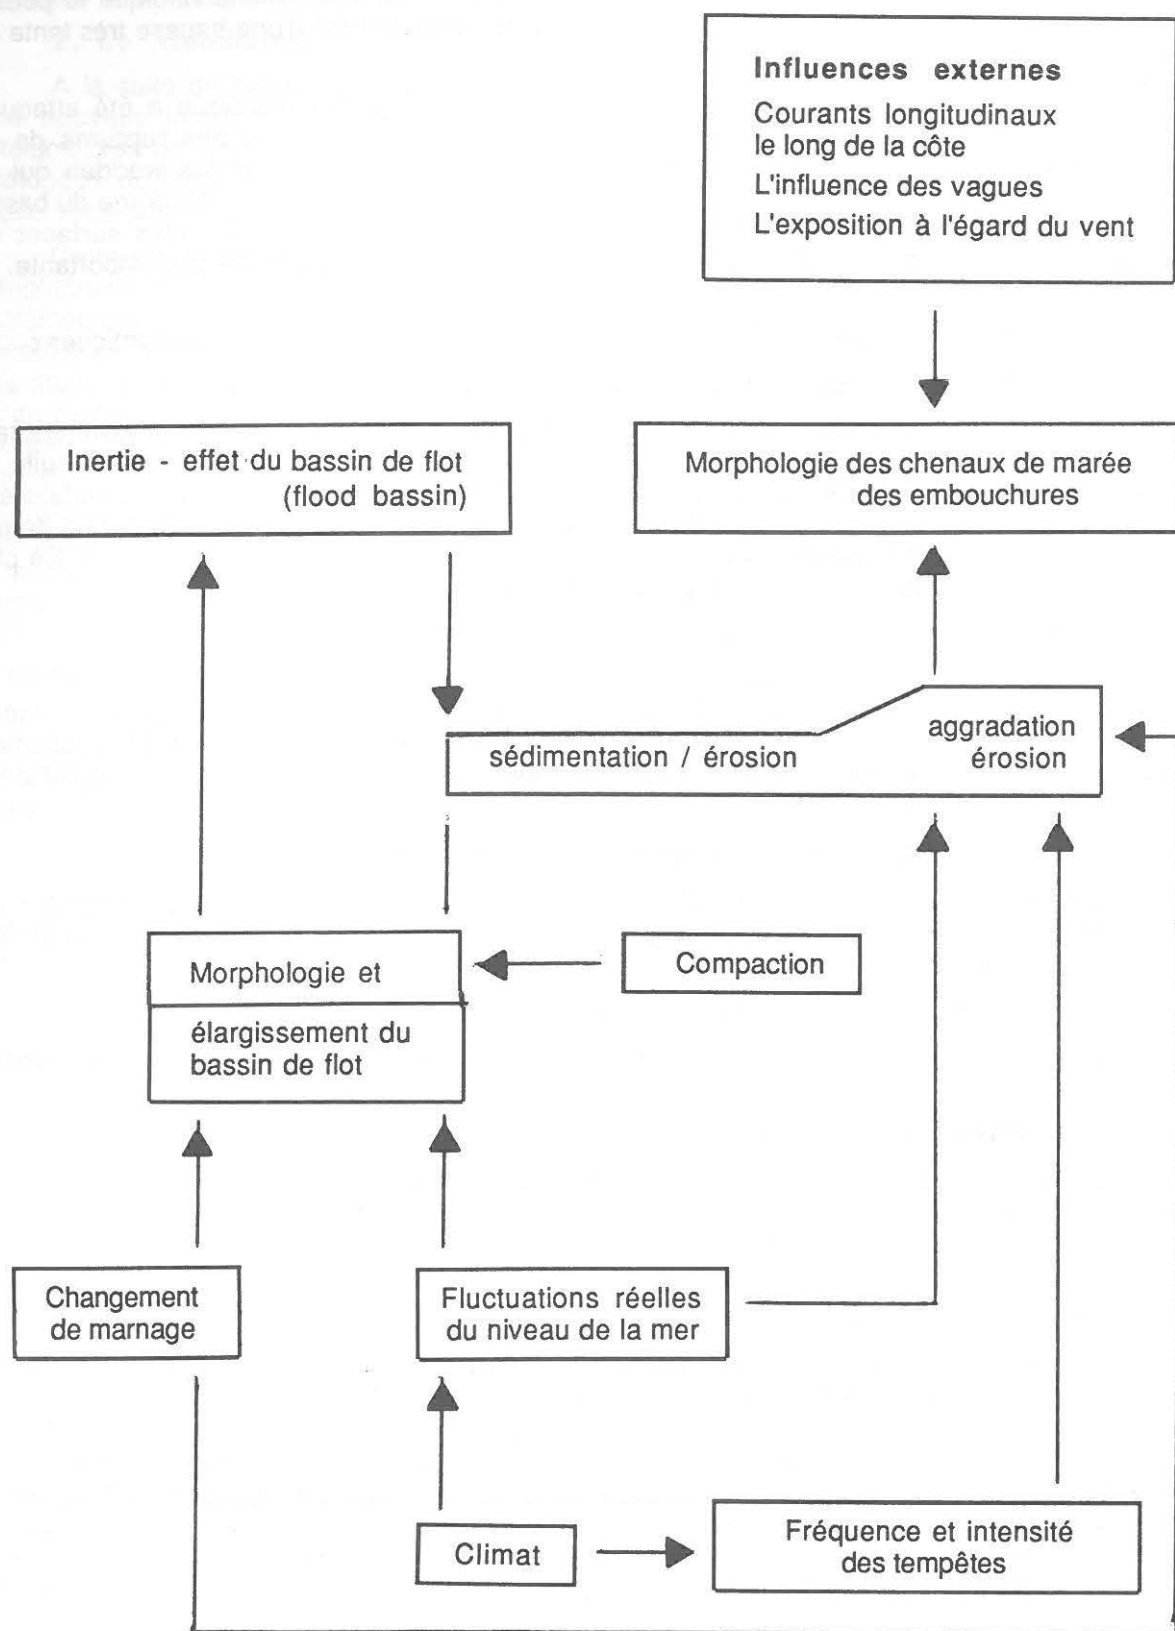 Influences externes
Courants longitudinaux
le long de la côte
L'influence des vagues
L'exposition à l'égard du vent
Inertie - effet du bassin de flot
(flood bassin)
Morphologie des chenaux de marée
des embouchures
sédimentation / érosion
aggradation
érosion
Morphologie et
élargissement du
bassin de flot
Compaction
Changement
de marnage
Fluctuations réelles
du niveau de la mer
Climat
Fréquence et intensité
des tempêtes